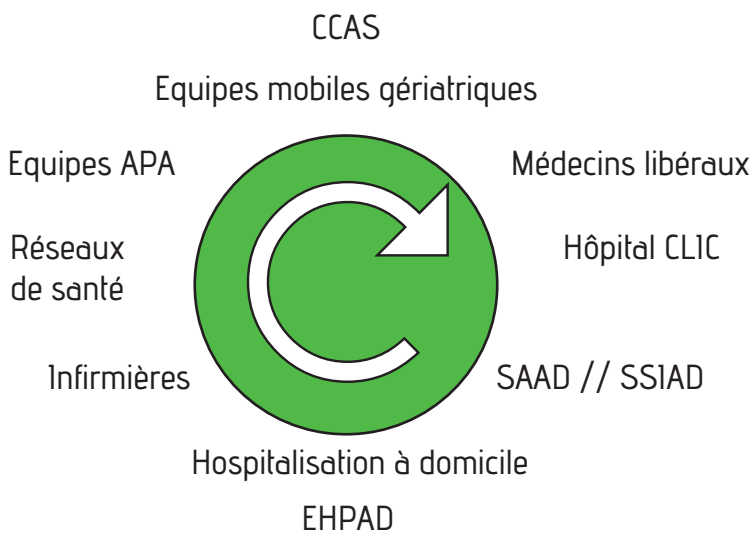 CCAS
Equipes mobiles gériatriques
Equipes APA
Médecins libéraux
Réseaux
de santé
Hôpital CLIC
Infirmières
SAAD // SSIAD
Hospitalisation à domicile
EHPAD